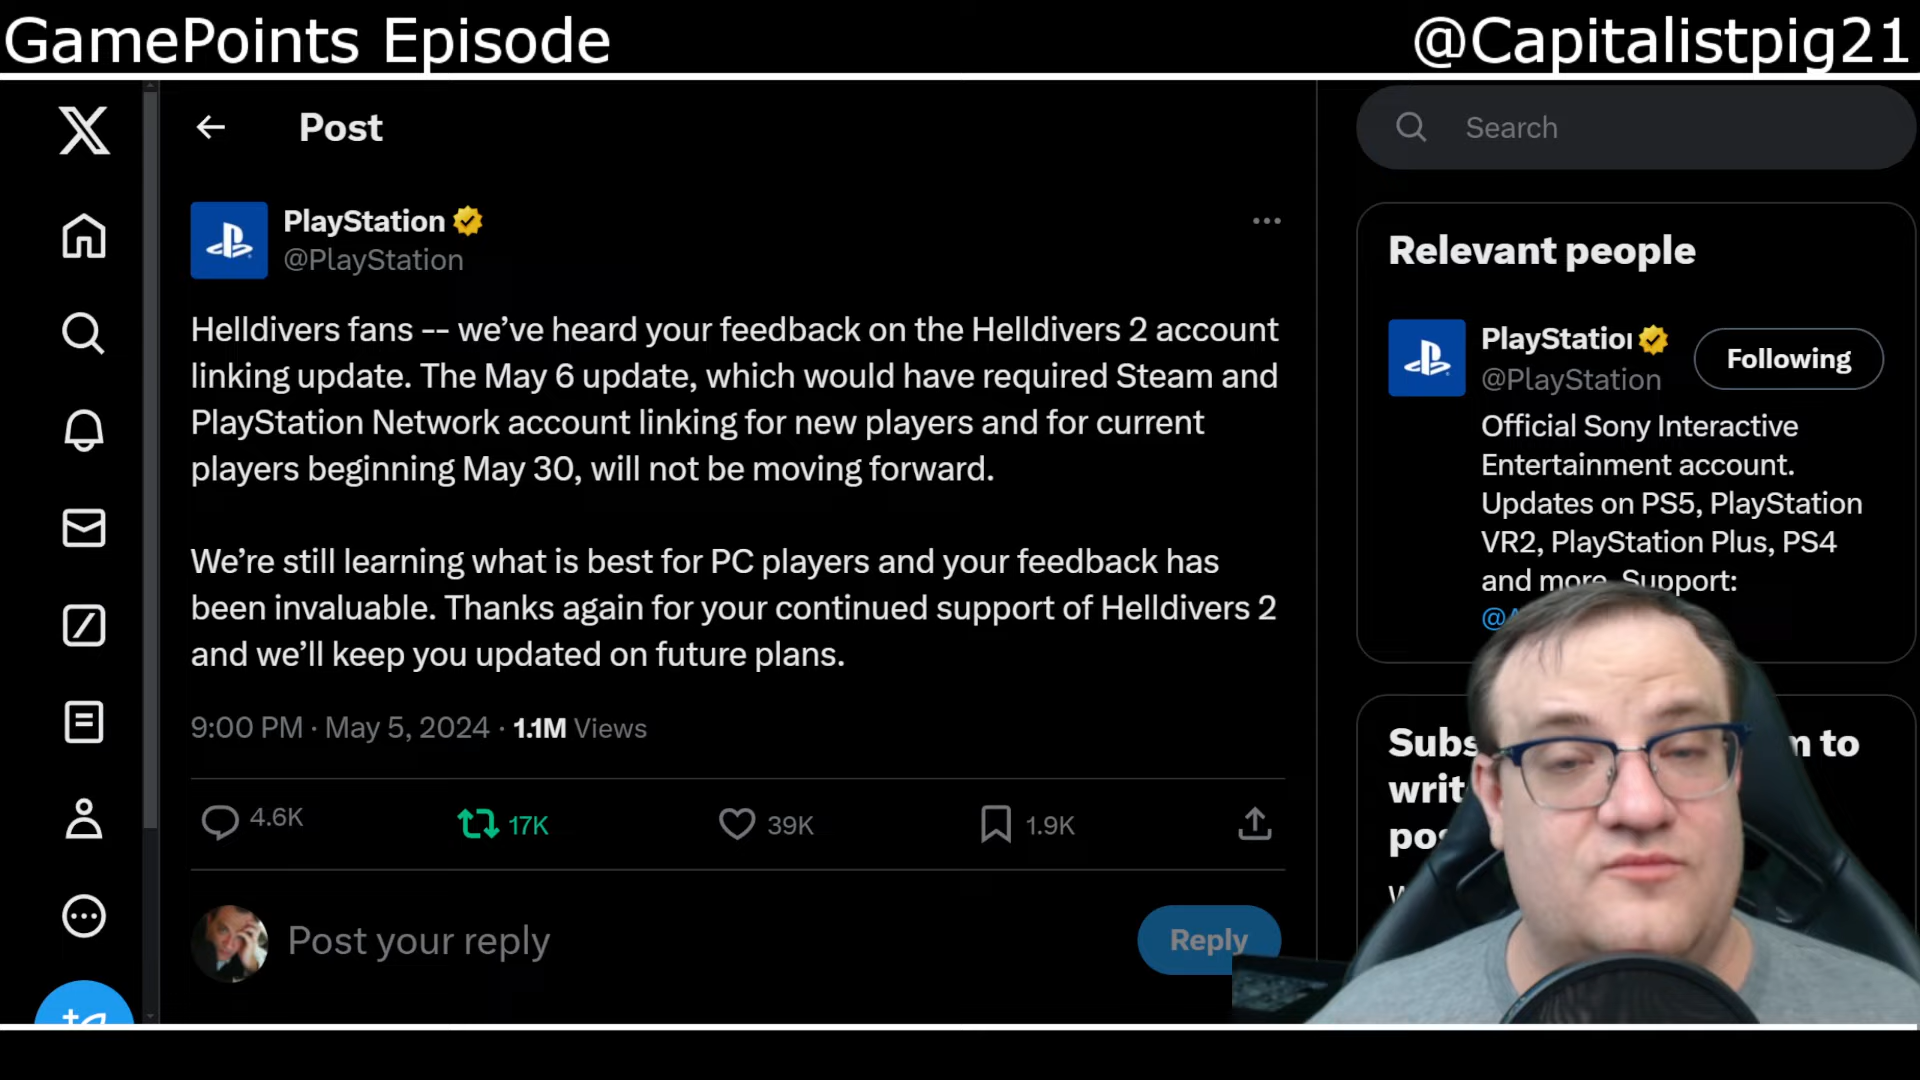 GamePoints Episode
@Capitalistpig21
Post
Search
PlayStation
@PlayStation
Helldivers fans -- we’ve heard your feedback on the Helldivers 2 account
linking update. The May 6 update, which would have required Steam and
PlayStation Network account linking for new players and for current
players beginning May 30, will not be moving forward.
We’re still learning what is best for PC players and your feedback has
been invaluable. Thanks again for your continued support of Helldivers 2
and we’ll keep you updated on future plans.
9:00 PM · May 5, 2024 · 1.1M Views
4.6K
17K
39K
1.9K
Post your reply
Reply
Relevant people
PlayStation
@PlayStation
Following
Official Sony Interactive
Entertainment account.
Updates on PS5, PlayStation
VR2, PlayStation Plus, PS4
and more. Support:
to